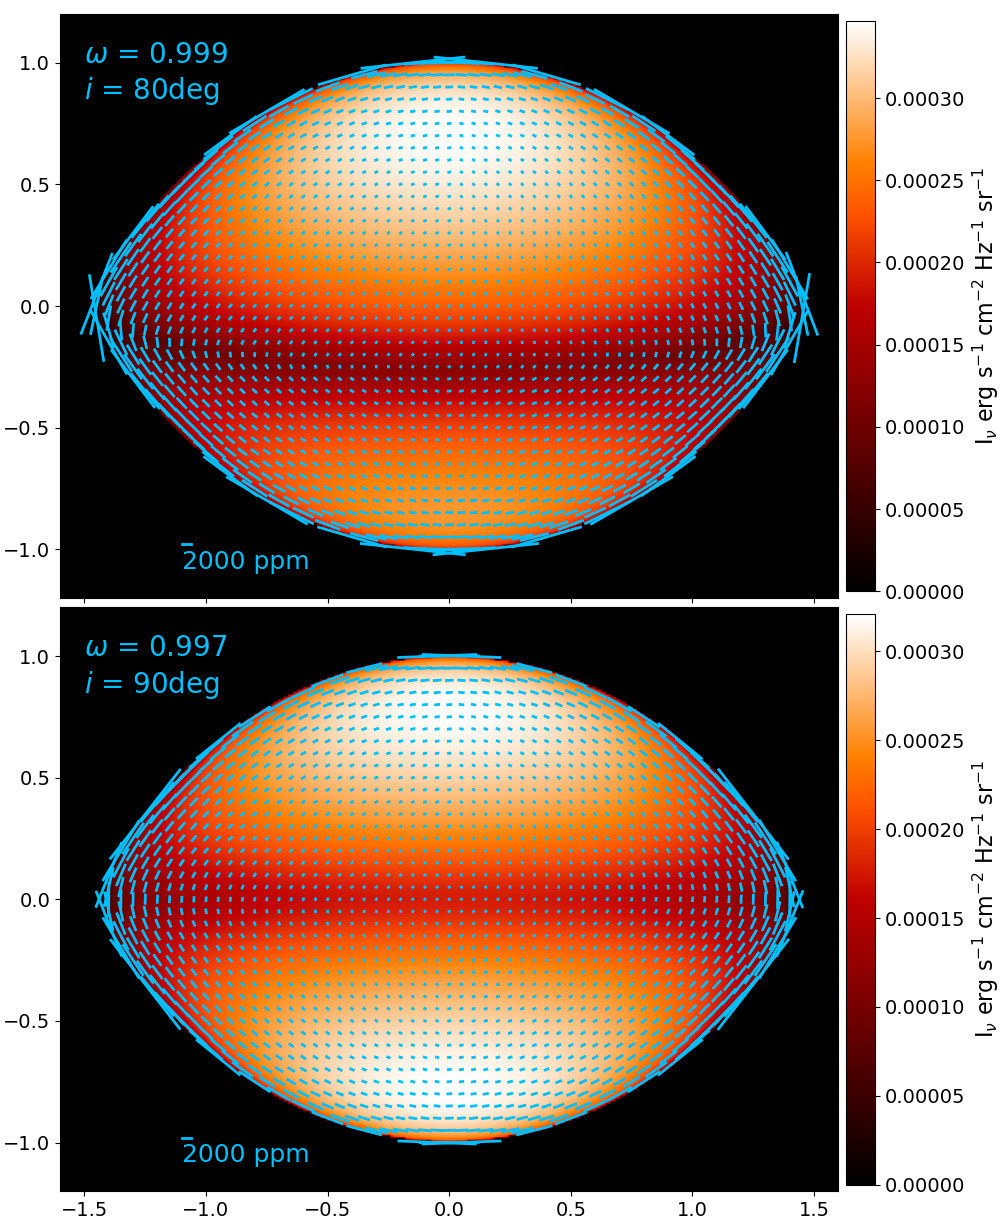 ω = 0.999
i = 80deg
1.0
0.5
0.0
−0.5
−1.0
2000 ppm
0.00030
0.00025
0.00020
0.00015
0.00010
0.00005
0.00000
Iν erg s⁻¹ cm⁻² Hz⁻¹ sr⁻¹
ω = 0.997
i = 90deg
1.0
0.5
0.0
−0.5
−1.0
2000 ppm
−1.5 −1.0 −0.5 0.0 0.5 1.0 1.5
0.00030
0.00025
0.00020
0.00015
0.00010
0.00005
0.00000
Iν erg s⁻¹ cm⁻² Hz⁻¹ sr⁻¹